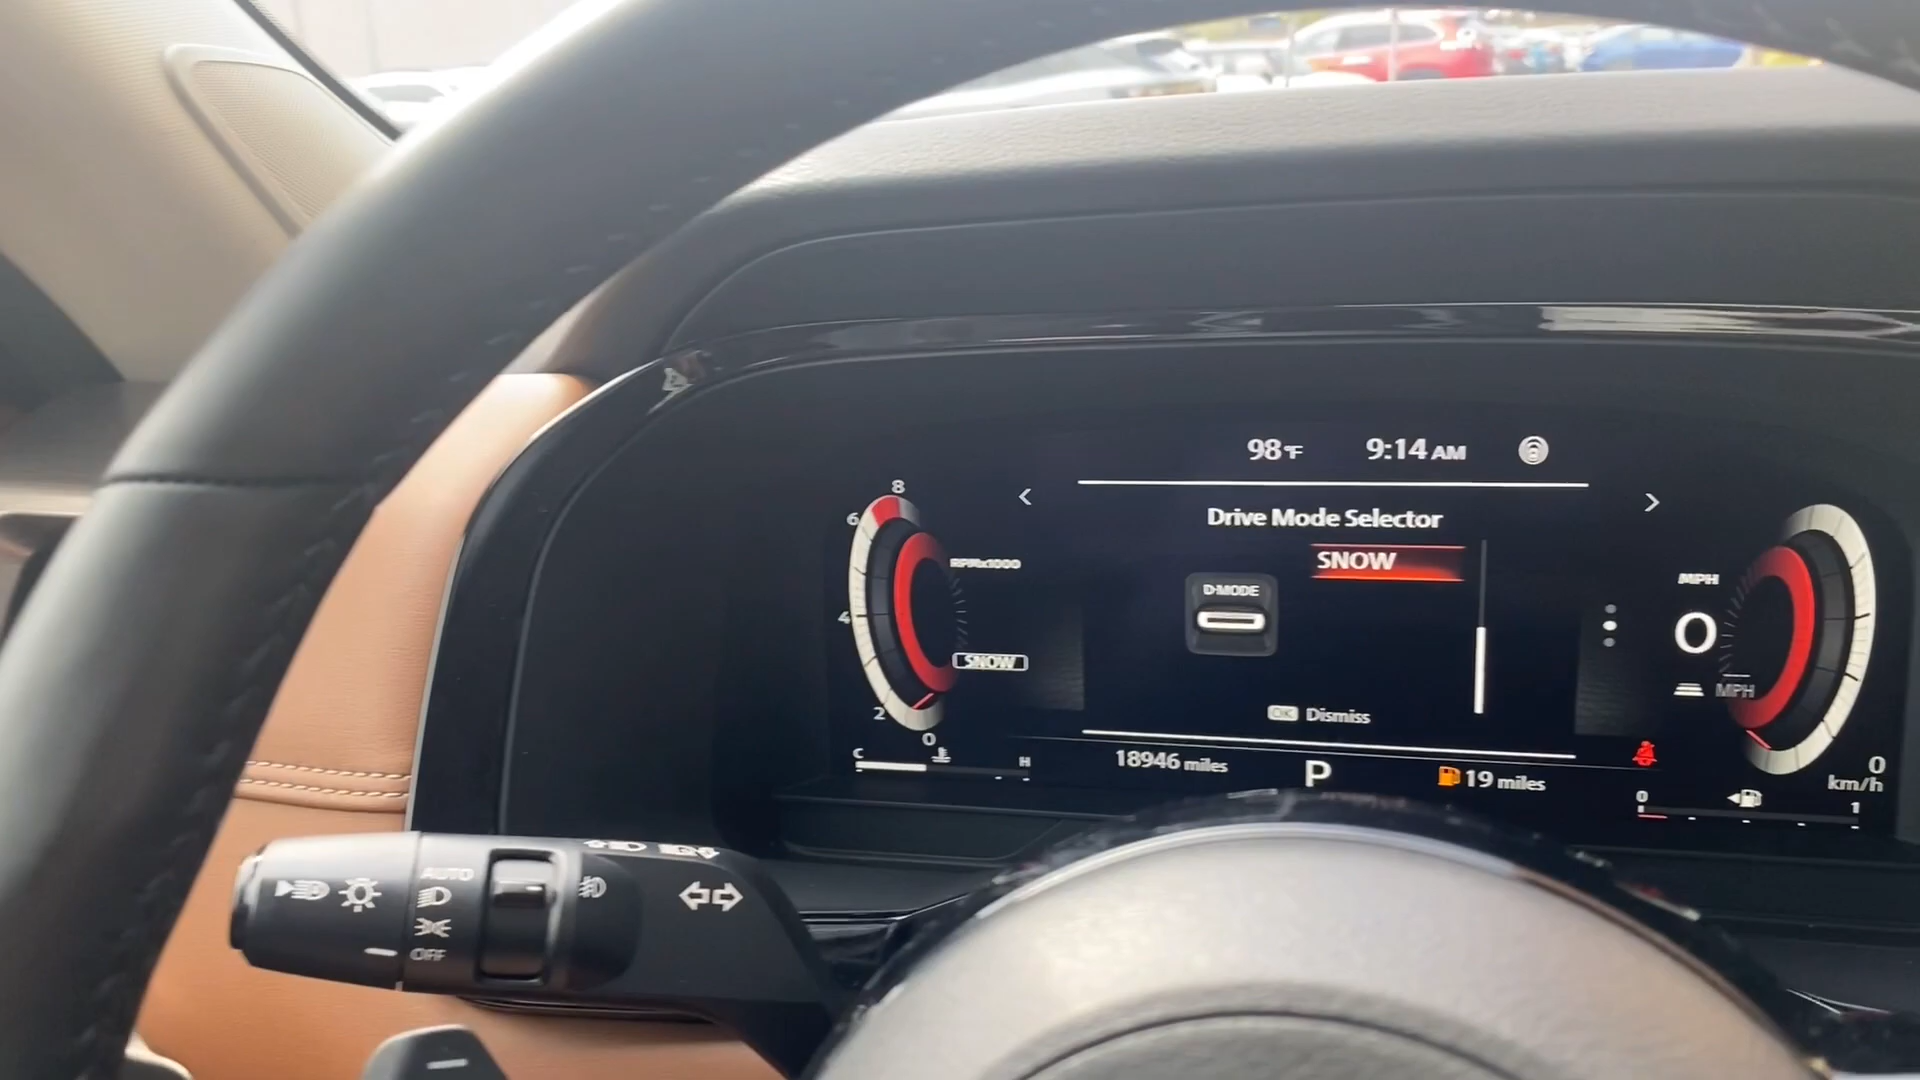 98°F 9:14 AM
Drive Mode Selector
SNOW
D-MODE
OK Dismiss
8
6
4
2
0
RPMx1000
SNOW
C H
18946 miles P 19 miles
MPH
0
MPH
0
km/h
0 1
AUTO
OFF